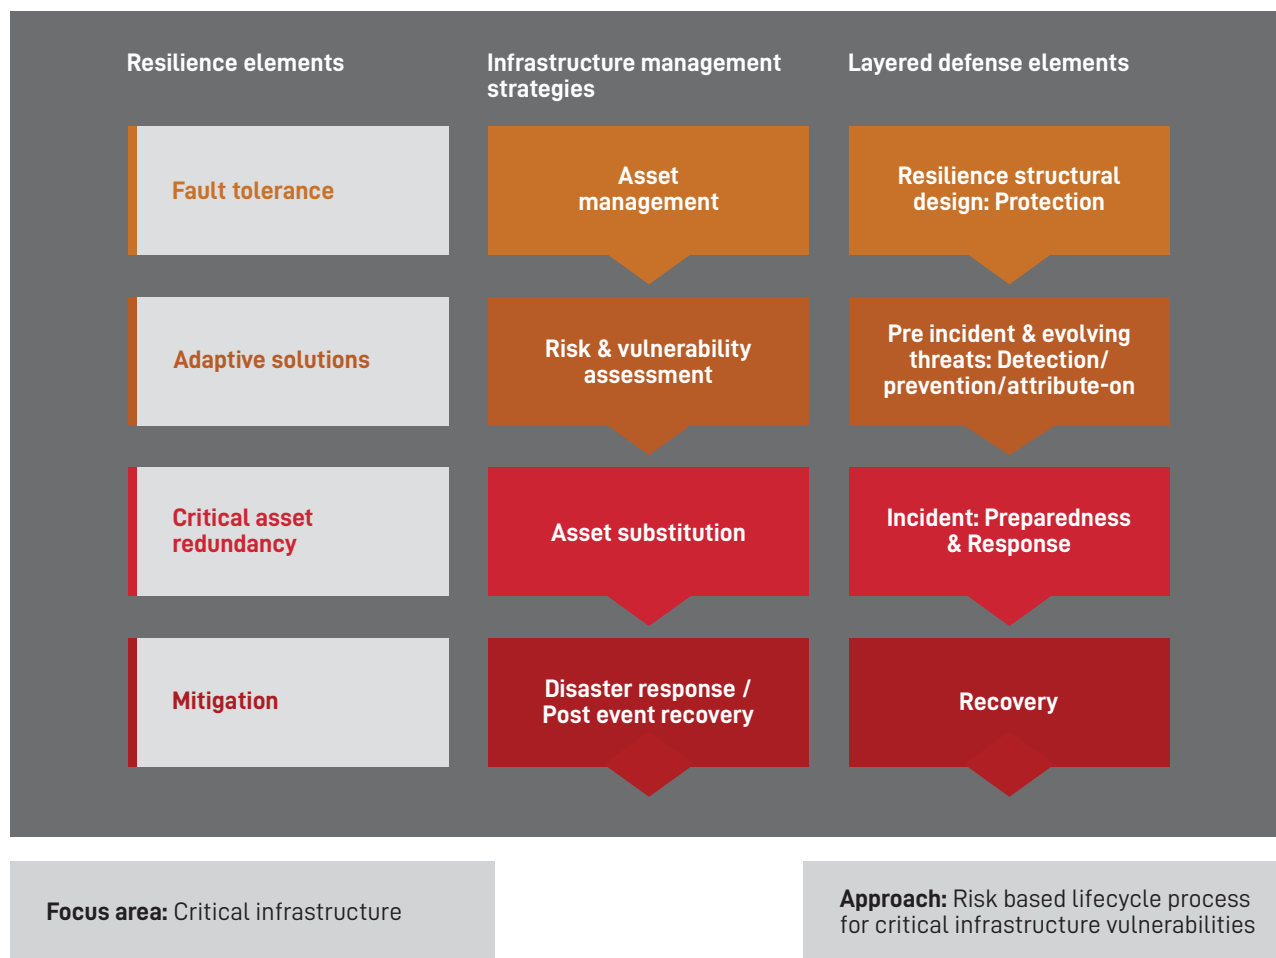 Resilience elements
Infrastructure management
strategies
Layered defense elements
Fault tolerance
Asset
management
Resilience structural
design: Protection
Adaptive solutions
Risk & vulnerability
assessment
Pre incident & evolving
threats: Detection/
prevention/attribute-on
Critical asset
redundancy
Asset substitution
Incident: Preparedness
& Response
Mitigation
Disaster response /
Post event recovery
Recovery
Focus area: Critical infrastructure
Approach: Risk based lifecycle process
for critical infrastructure vulnerabilities